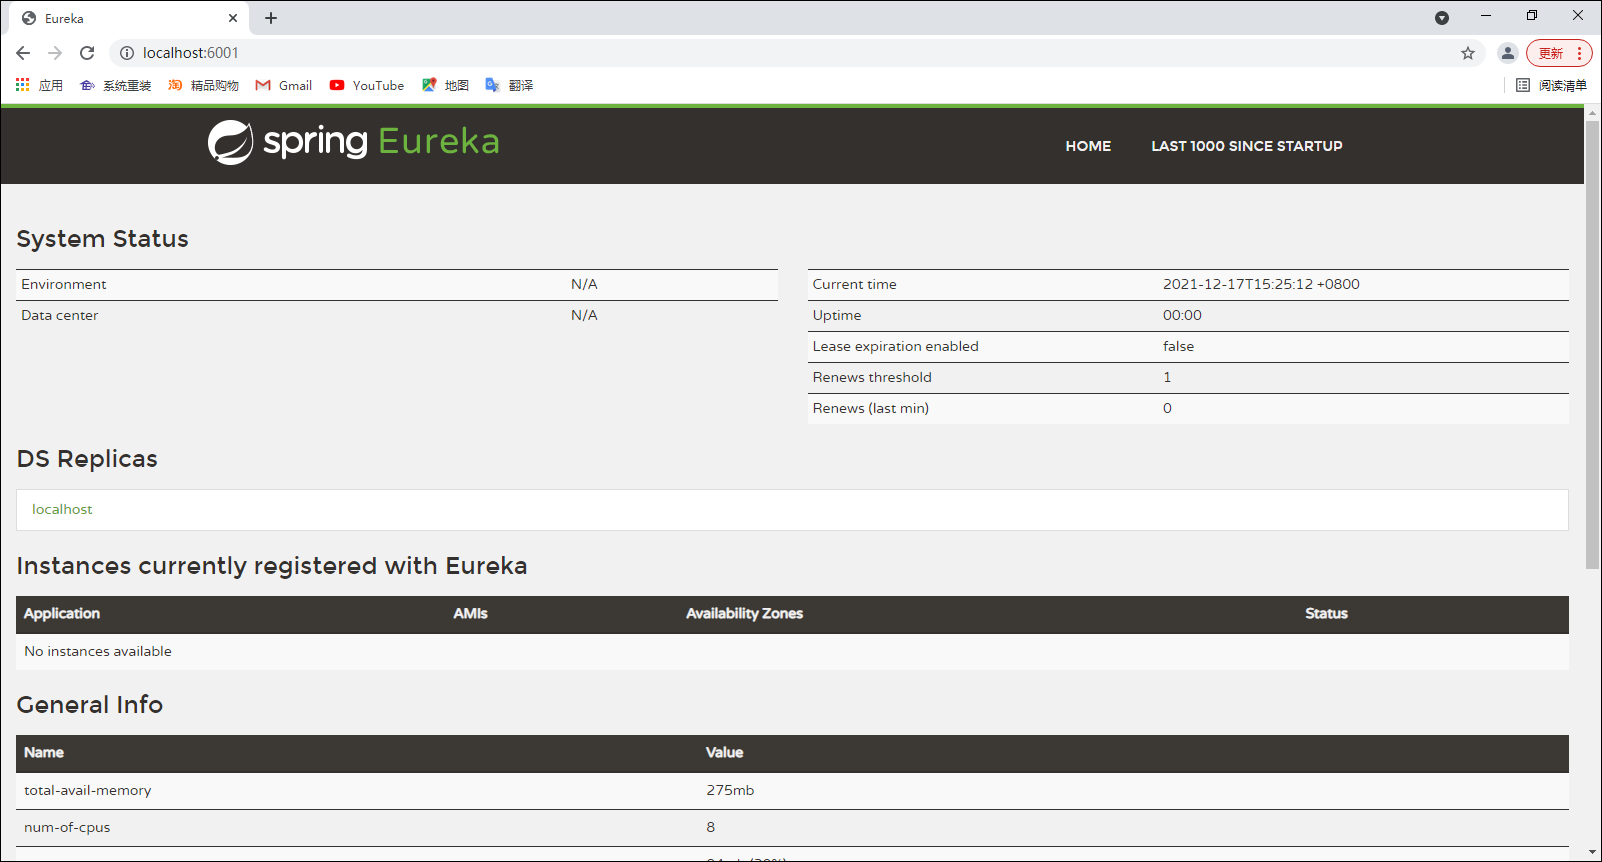 Eureka
localhost:6001
更新
应用 系统重装 精品购物 Gmail YouTube 地图 翻译 阅读清单
spring Eureka
HOME LAST 1000 SINCE STARTUP
System Status
Environment N/A
Data center N/A
Current time 2021-12-17T15:25:12 +0800
Uptime 00:00
Lease expiration enabled false
Renews threshold 1
Renews (last min) 0
DS Replicas
localhost
Instances currently registered with Eureka
Application AMIs Availability Zones Status
No instances available
General Info
Name Value
total-avail-memory 275mb
num-of-cpus 8